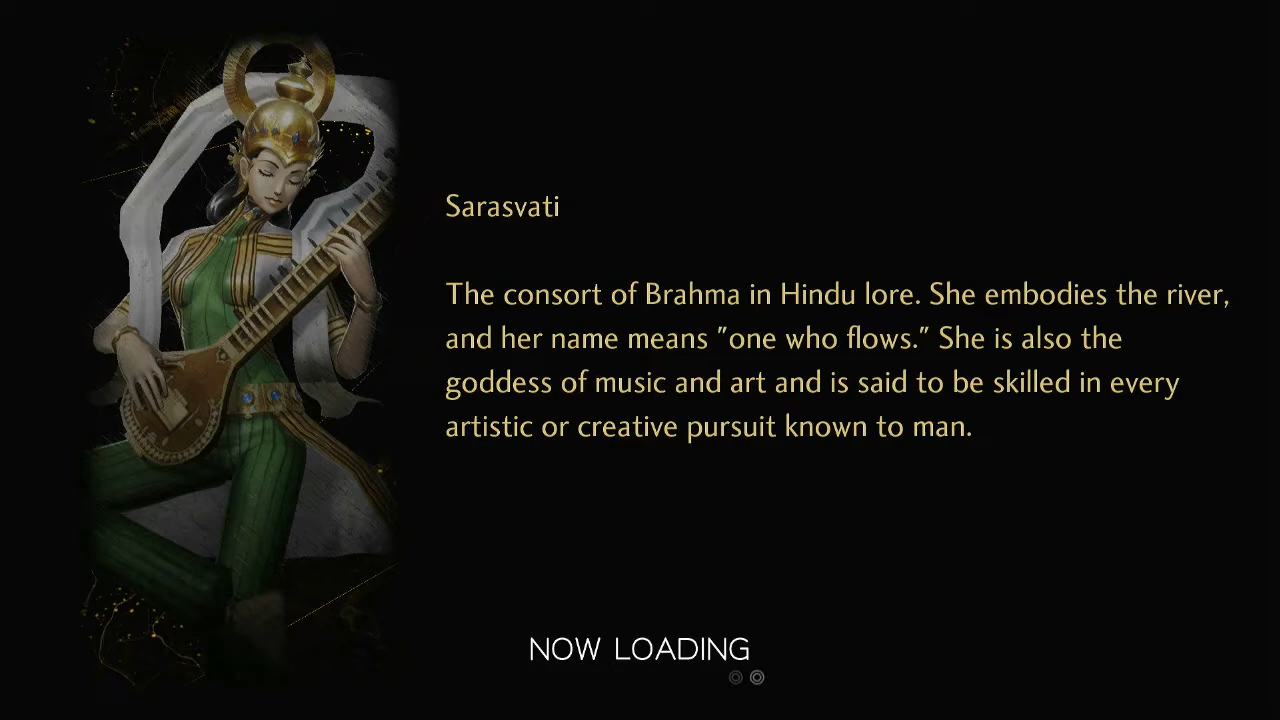 Sarasvati
The consort of Brahma in Hindu lore. She embodies the river,
and her name means "one who flows." She is also the
goddess of music and art and is said to be skilled in every
artistic or creative pursuit known to man.
NOW LOADING